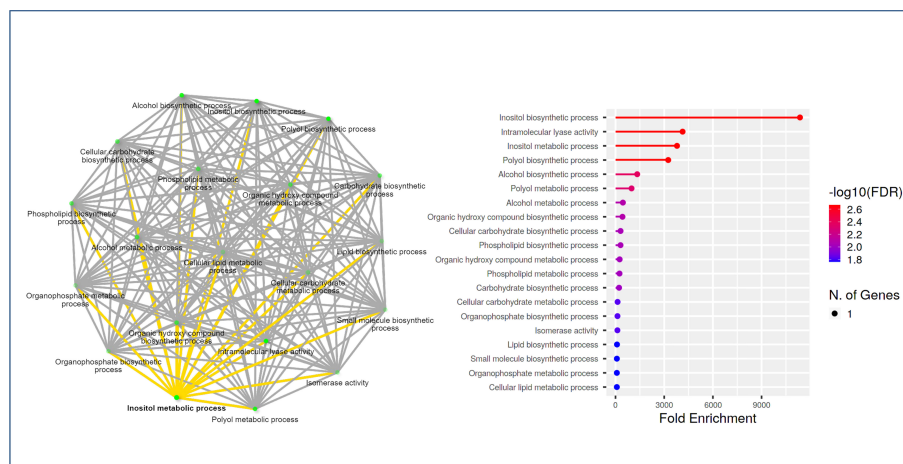 Alcohol biosynthetic process
Inositol biosynthetic process
Polyol biosynthetic process
Cellular carbohydrate
biosynthetic process
Phospholipid metabolic
process
Organic hydroxy compound
metabolic process
Carbohydrate biosynthetic
process
Phospholipid biosynthetic
process
Alcohol metabolic process
Cellular lipid metabolic
process
Lipid biosynthetic process
Organophosphate metabolic
process
Cellular carbohydrate
metabolic process
Small molecule biosynthetic
process
Organic hydroxy compound
biosynthetic process
Intramolecular lyase activity
Organophosphate biosynthetic
process
Isomerase activity
Inositol metabolic process
Polyol metabolic process
Inositol biosynthetic process
Intramolecular lyase activity
Inositol metabolic process
Polyol biosynthetic process
Alcohol biosynthetic process
Polyol metabolic process
Alcohol metabolic process
Organic hydroxy compound biosynthetic process
Cellular carbohydrate biosynthetic process
Phospholipid biosynthetic process
Organic hydroxy compound metabolic process
Phospholipid metabolic process
Carbohydrate biosynthetic process
Cellular carbohydrate metabolic process
Organophosphate biosynthetic process
Isomerase activity
Lipid biosynthetic process
Small molecule biosynthetic process
Organophosphate metabolic process
Cellular lipid metabolic process
0 3000 6000 9000
Fold Enrichment
-log10(FDR)
2.6
2.4
2.2
2.0
1.8
N. of Genes
1